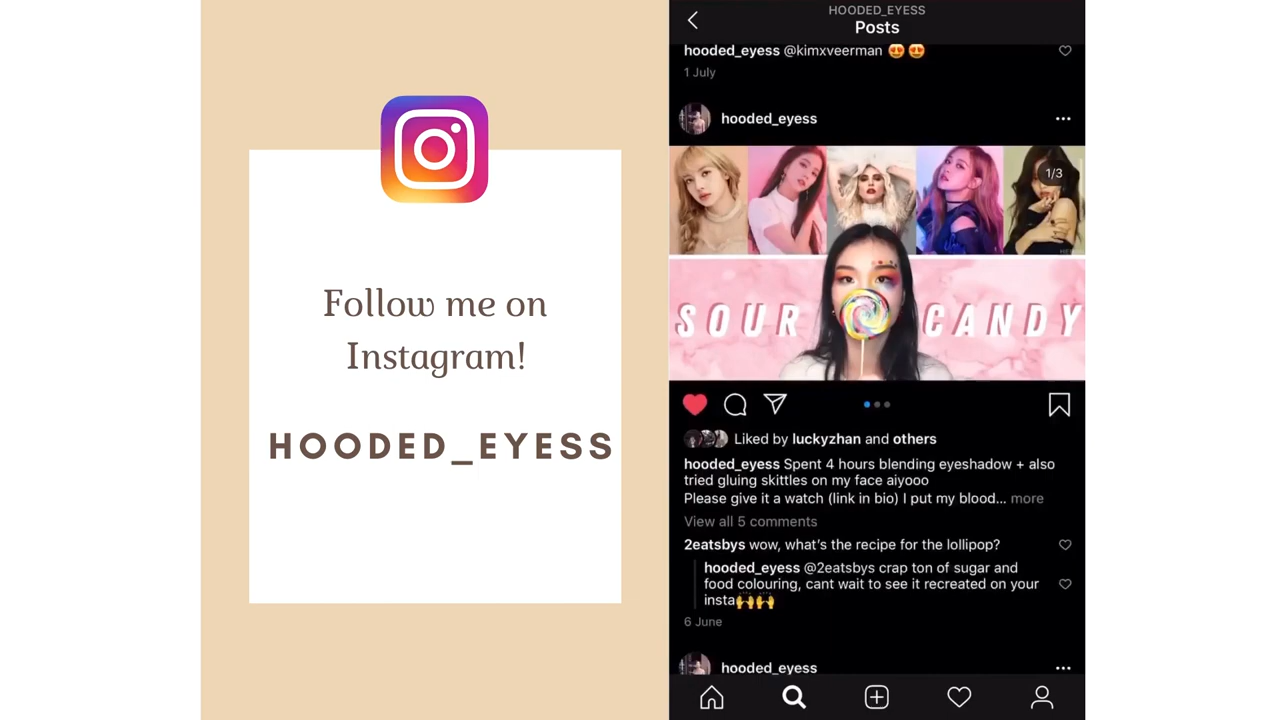 Follow me on
Instagram!
HOODED_EYESS
HOODED_EYESS
Posts
hooded_eyess @kimxveerman 😍😍
1 July
hooded_eyess
1/3
SOUR CANDY
Liked by luckyzhan and others
hooded_eyess Spent 4 hours blending eyeshadow + also
tried gluing skittles on my face aiyooo
Please give it a watch (link in bio) I put my blood... more
View all 5 comments
2eatsbys wow, what's the recipe for the lollipop?
hooded_eyess @2eatsbys crap ton of sugar and
food colouring, cant wait to see it recreated on your
insta🙌🙌
6 June
hooded_eyess